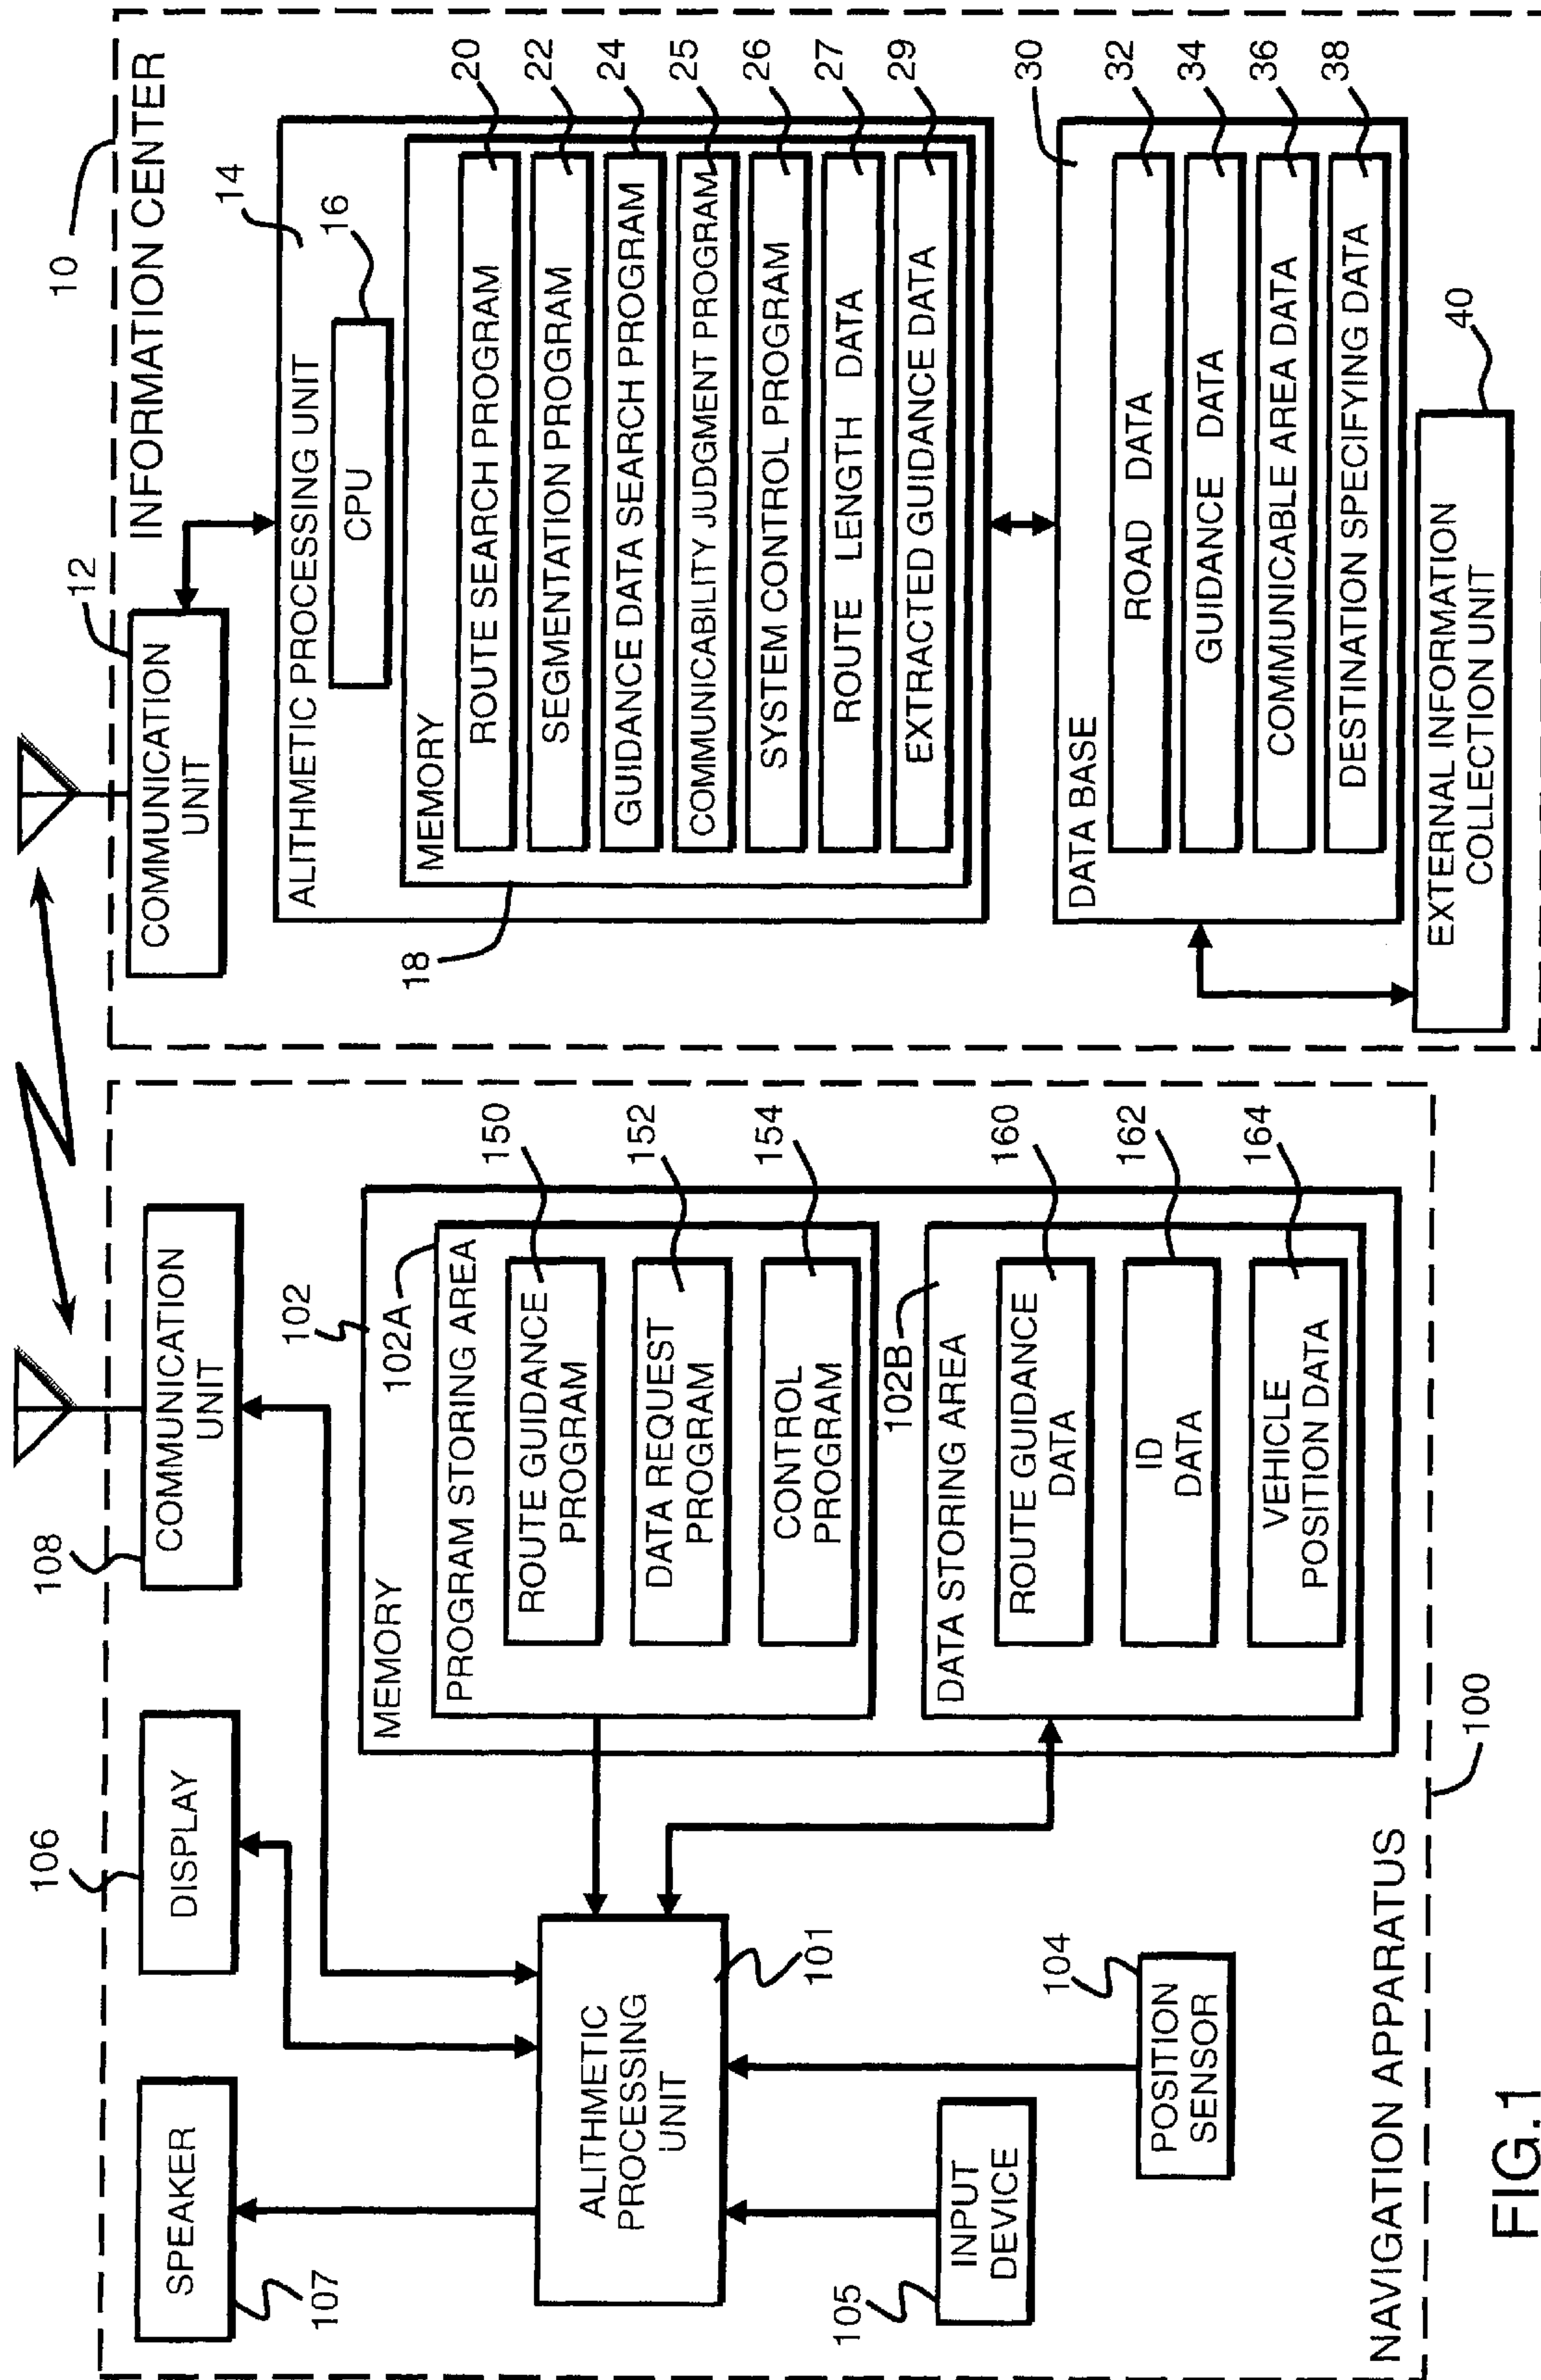 10
INFORMATION CENTER
12
COMMUNICATION
UNIT
14
ALITHMETIC PROCESSING UNIT
16
CPU
18
MEMORY
ROUTE SEARCH PROGRAM
20
SEGMENTATION PROGRAM
22
GUIDANCE DATA SEARCH PROGRAM
24
COMMUNICABILITY JUDGMENT PROGRAM
25
SYSTEM CONTROL PROGRAM
26
ROUTE LENGTH DATA
27
EXTRACTED GUIDANCE DATA
29
DATA BASE
30
ROAD DATA
32
GUIDANCE DATA
34
COMMUNICABLE AREA DATA
36
DESTINATION SPECIFYING DATA
38
EXTERNAL INFORMATION
COLLECTION UNIT
40
SPEAKER
107
DISPLAY
106
COMMUNICATION
UNIT
108
ALITHMETIC
PROCESSING
UNIT
101
INPUT
DEVICE
105
POSITION
SENSOR
104
MEMORY
102
PROGRAM STORING AREA
102A
ROUTE GUIDANCE
PROGRAM
150
DATA REQUEST
PROGRAM
152
CONTROL
PROGRAM
154
DATA STORING AREA
102B
ROUTE GUIDANCE
DATA
160
ID
DATA
162
VEHICLE
POSITION DATA
164
NAVIGATION APPARATUS
100
FIG.1